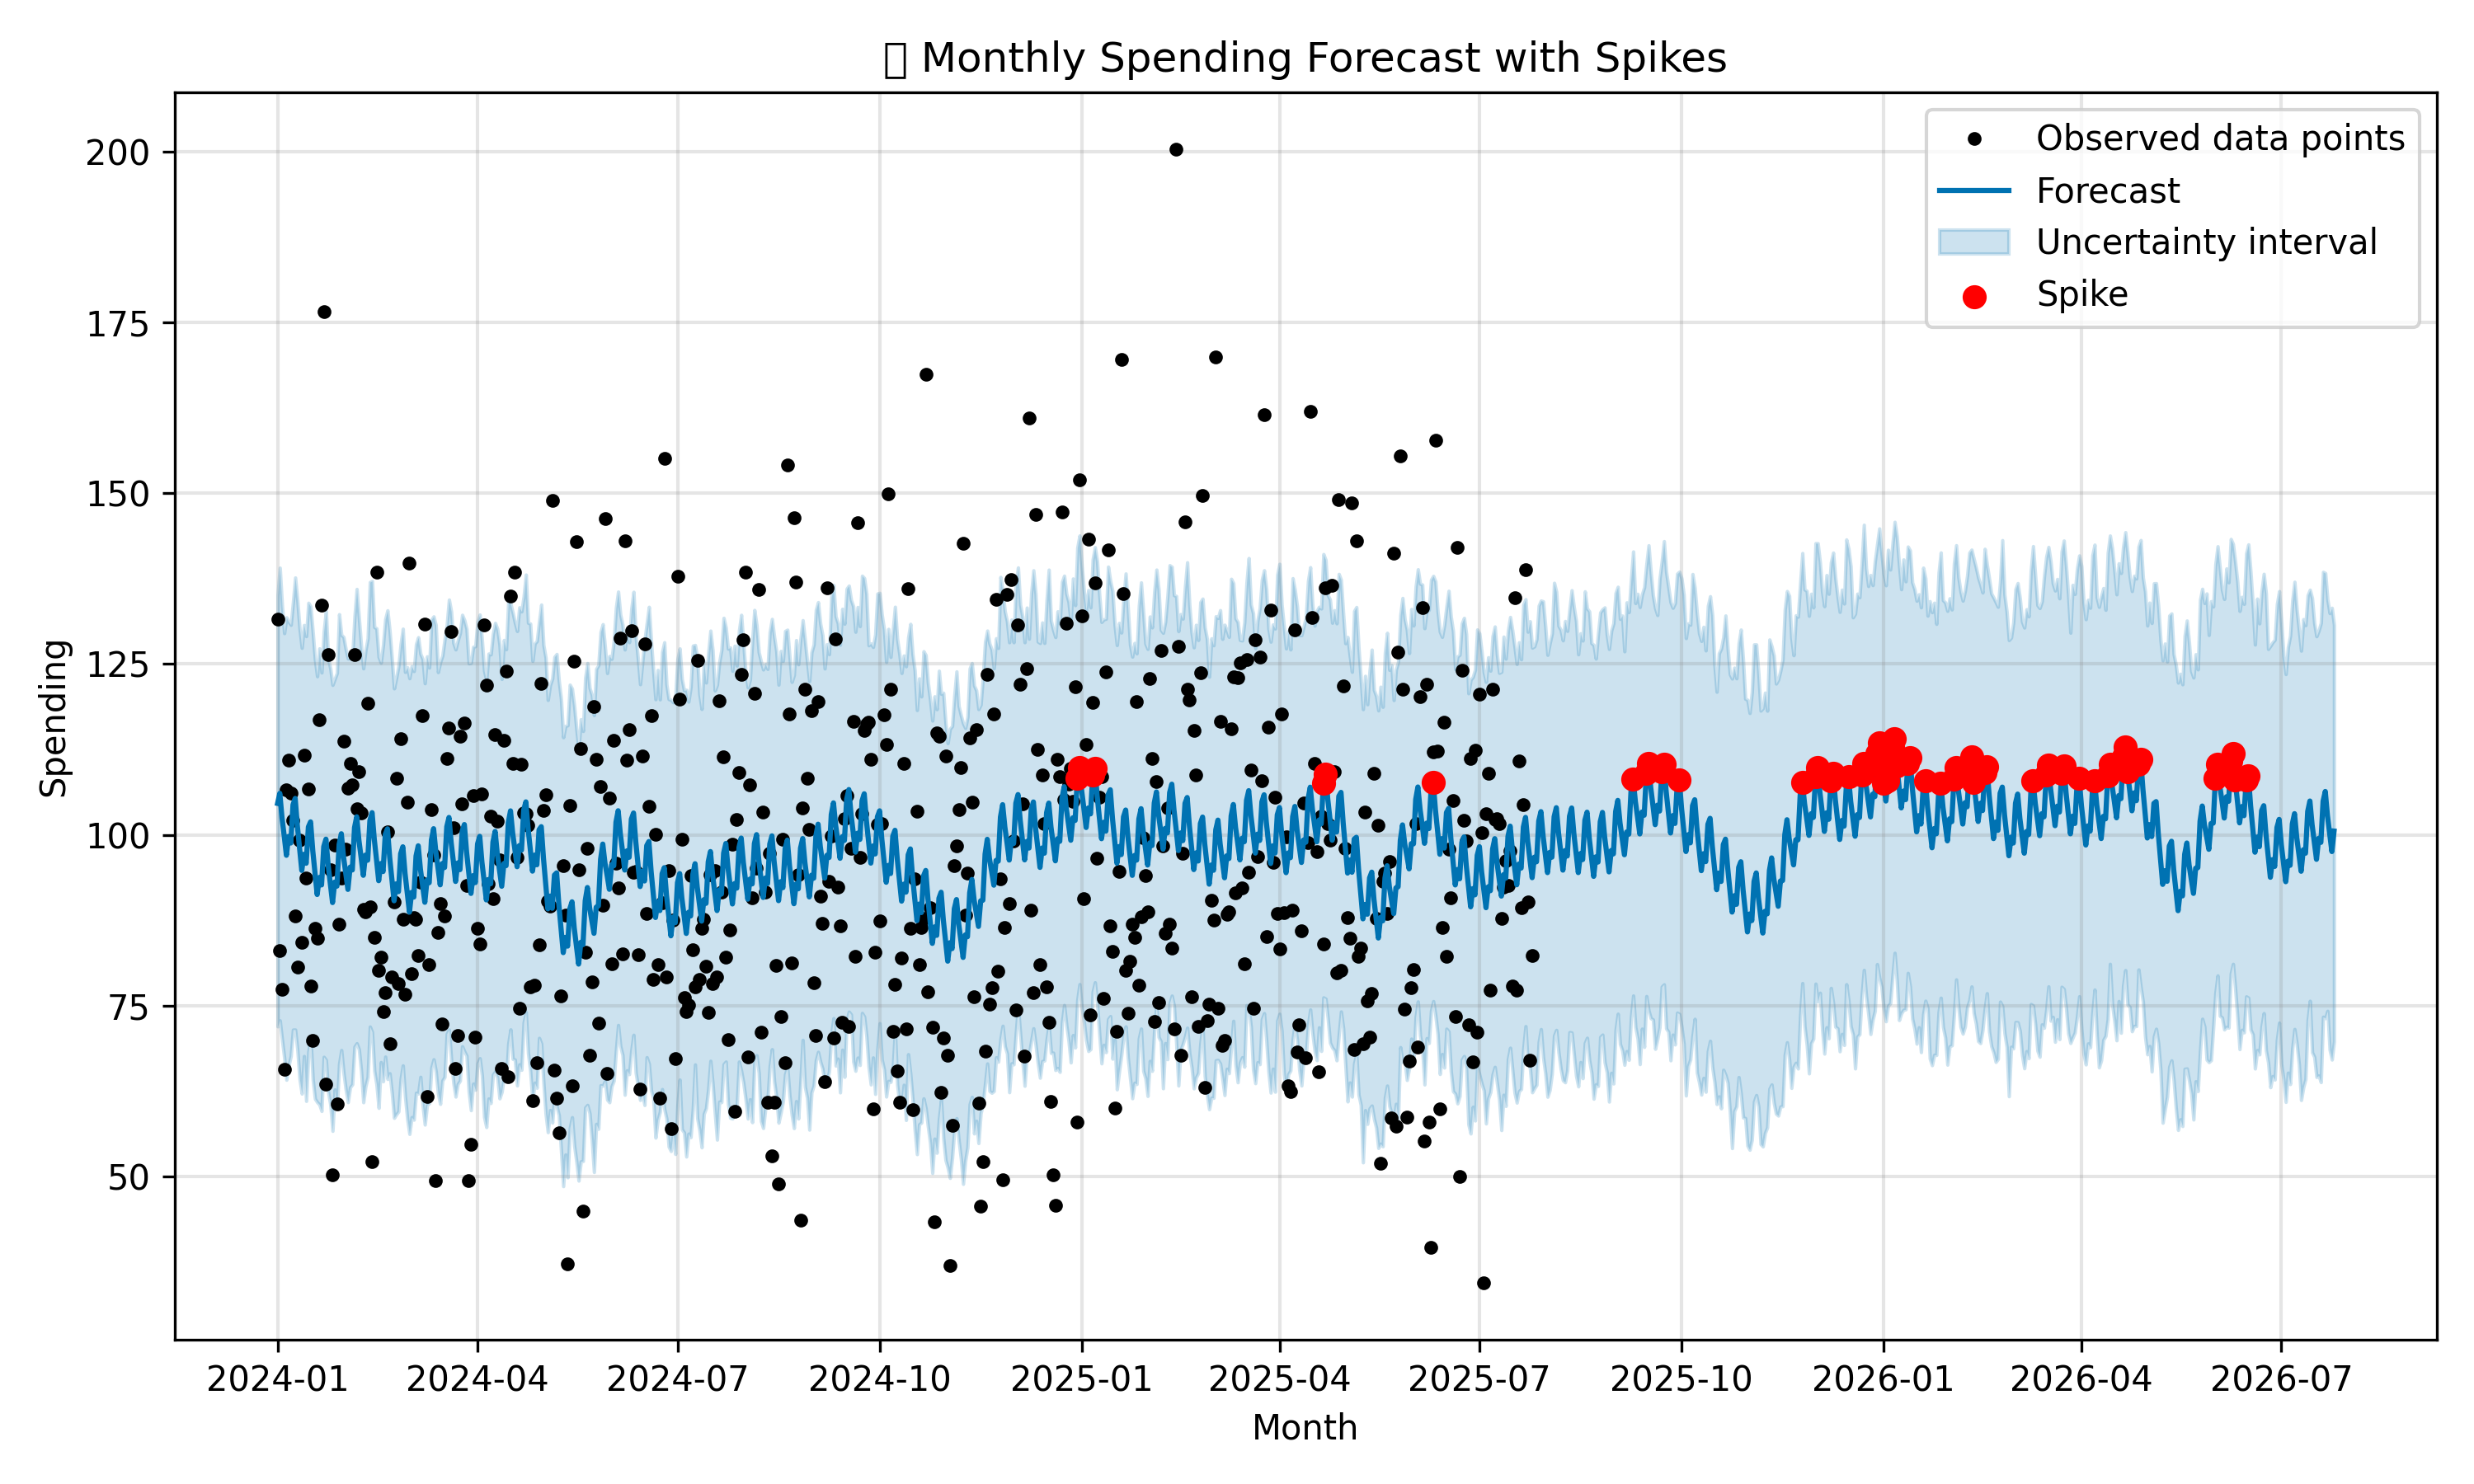 ▯ Monthly Spending Forecast with Spikes
Observed data points
Forecast
Uncertainty interval
Spike
200
175
150
125
100
75
50
Spending
2024-01 2024-04 2024-07 2024-10 2025-01 2025-04 2025-07 2025-10 2026-01 2026-04 2026-07
Month